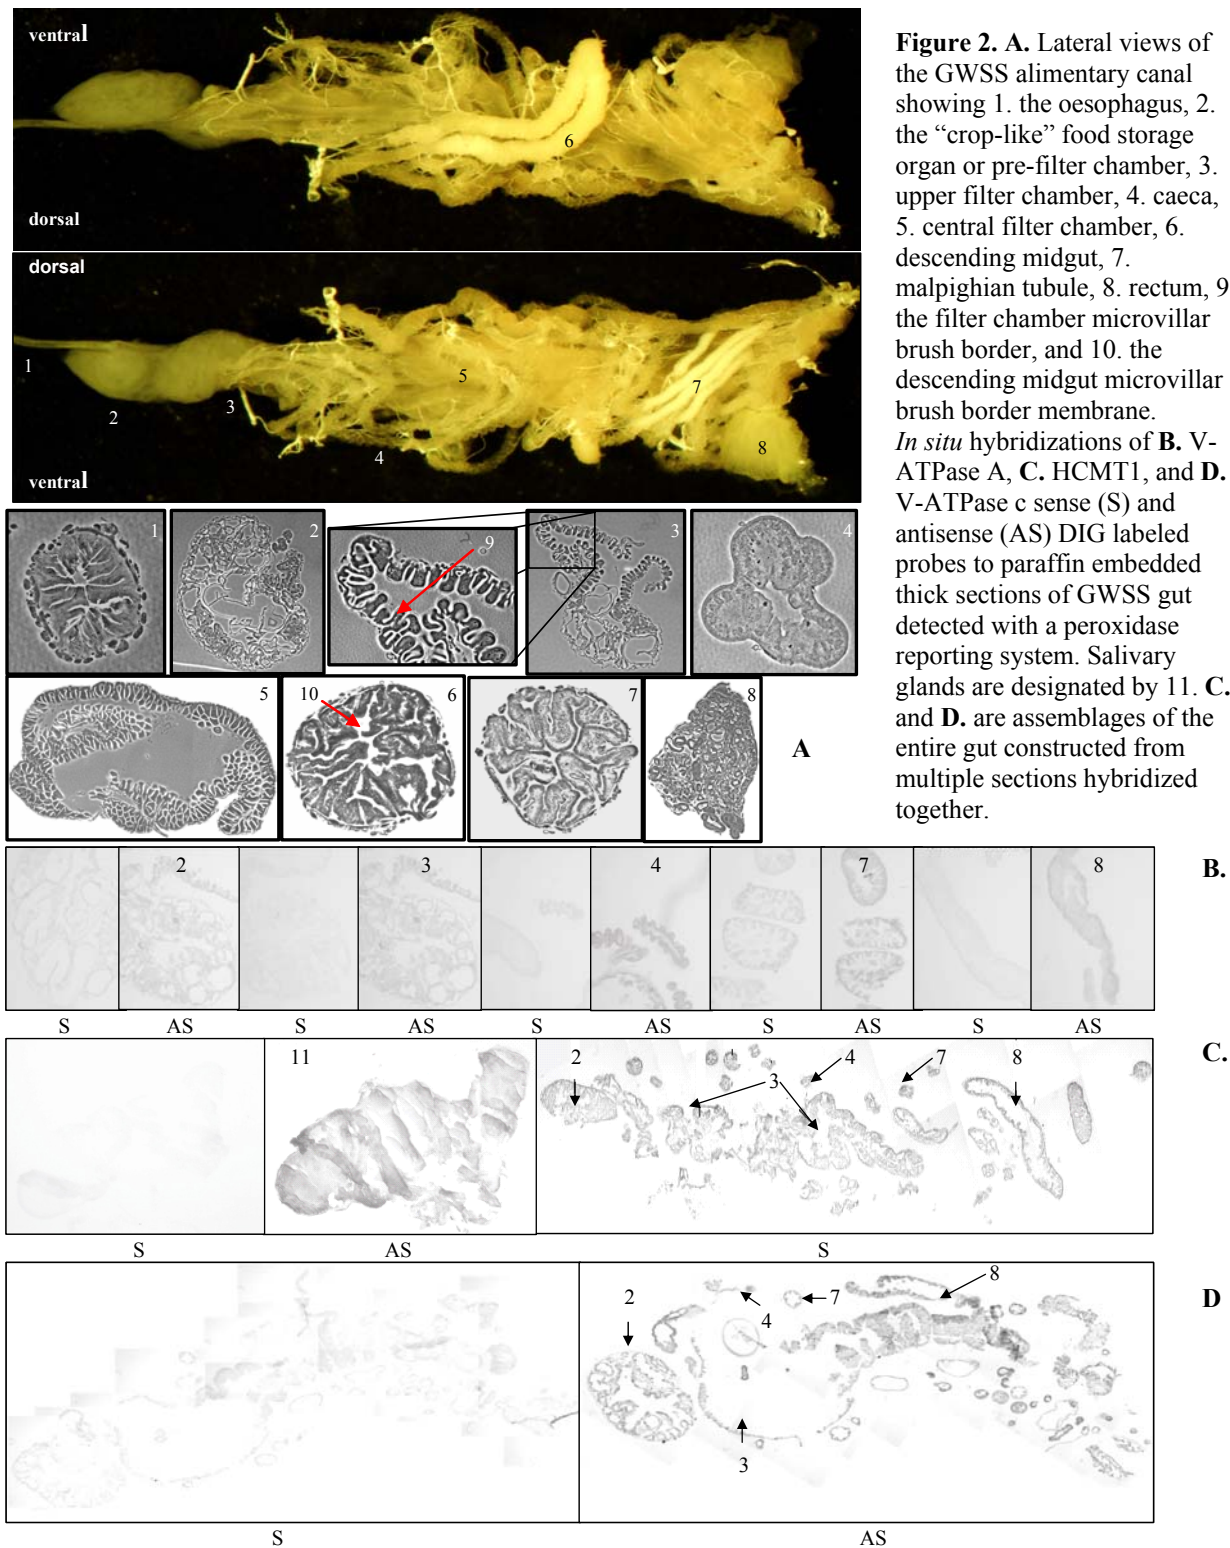 ventral
6
dorsal
dorsal
1
2
3
4
5
7
8
ventral
Figure 2. A. Lateral views of
the GWSS alimentary canal
showing 1. the oesophagus, 2.
the “crop-like” food storage
organ or pre-filter chamber, 3.
upper filter chamber, 4. caeca,
5. central filter chamber, 6.
descending midgut, 7.
malpighian tubule, 8. rectum, 9
the filter chamber microvillar
brush border, and 10. the
descending midgut microvillar
brush border membrane.
In situ hybridizations of B. V-
ATPase A, C. HCMT1, and D.
V-ATPase c sense (S) and
antisense (AS) DIG labeled
probes to paraffin embedded
thick sections of GWSS gut
detected with a peroxidase
reporting system. Salivary
glands are designated by 11. C.
and D. are assemblages of the
entire gut constructed from
multiple sections hybridized
together.
1 2 9 3 4
5 10 6 7 8 A
2 3 4 7 8 B.
S AS S AS S AS S AS S AS
11 2 3 4 7 8 C.
S AS S
2 4 7 8 D
3
S AS